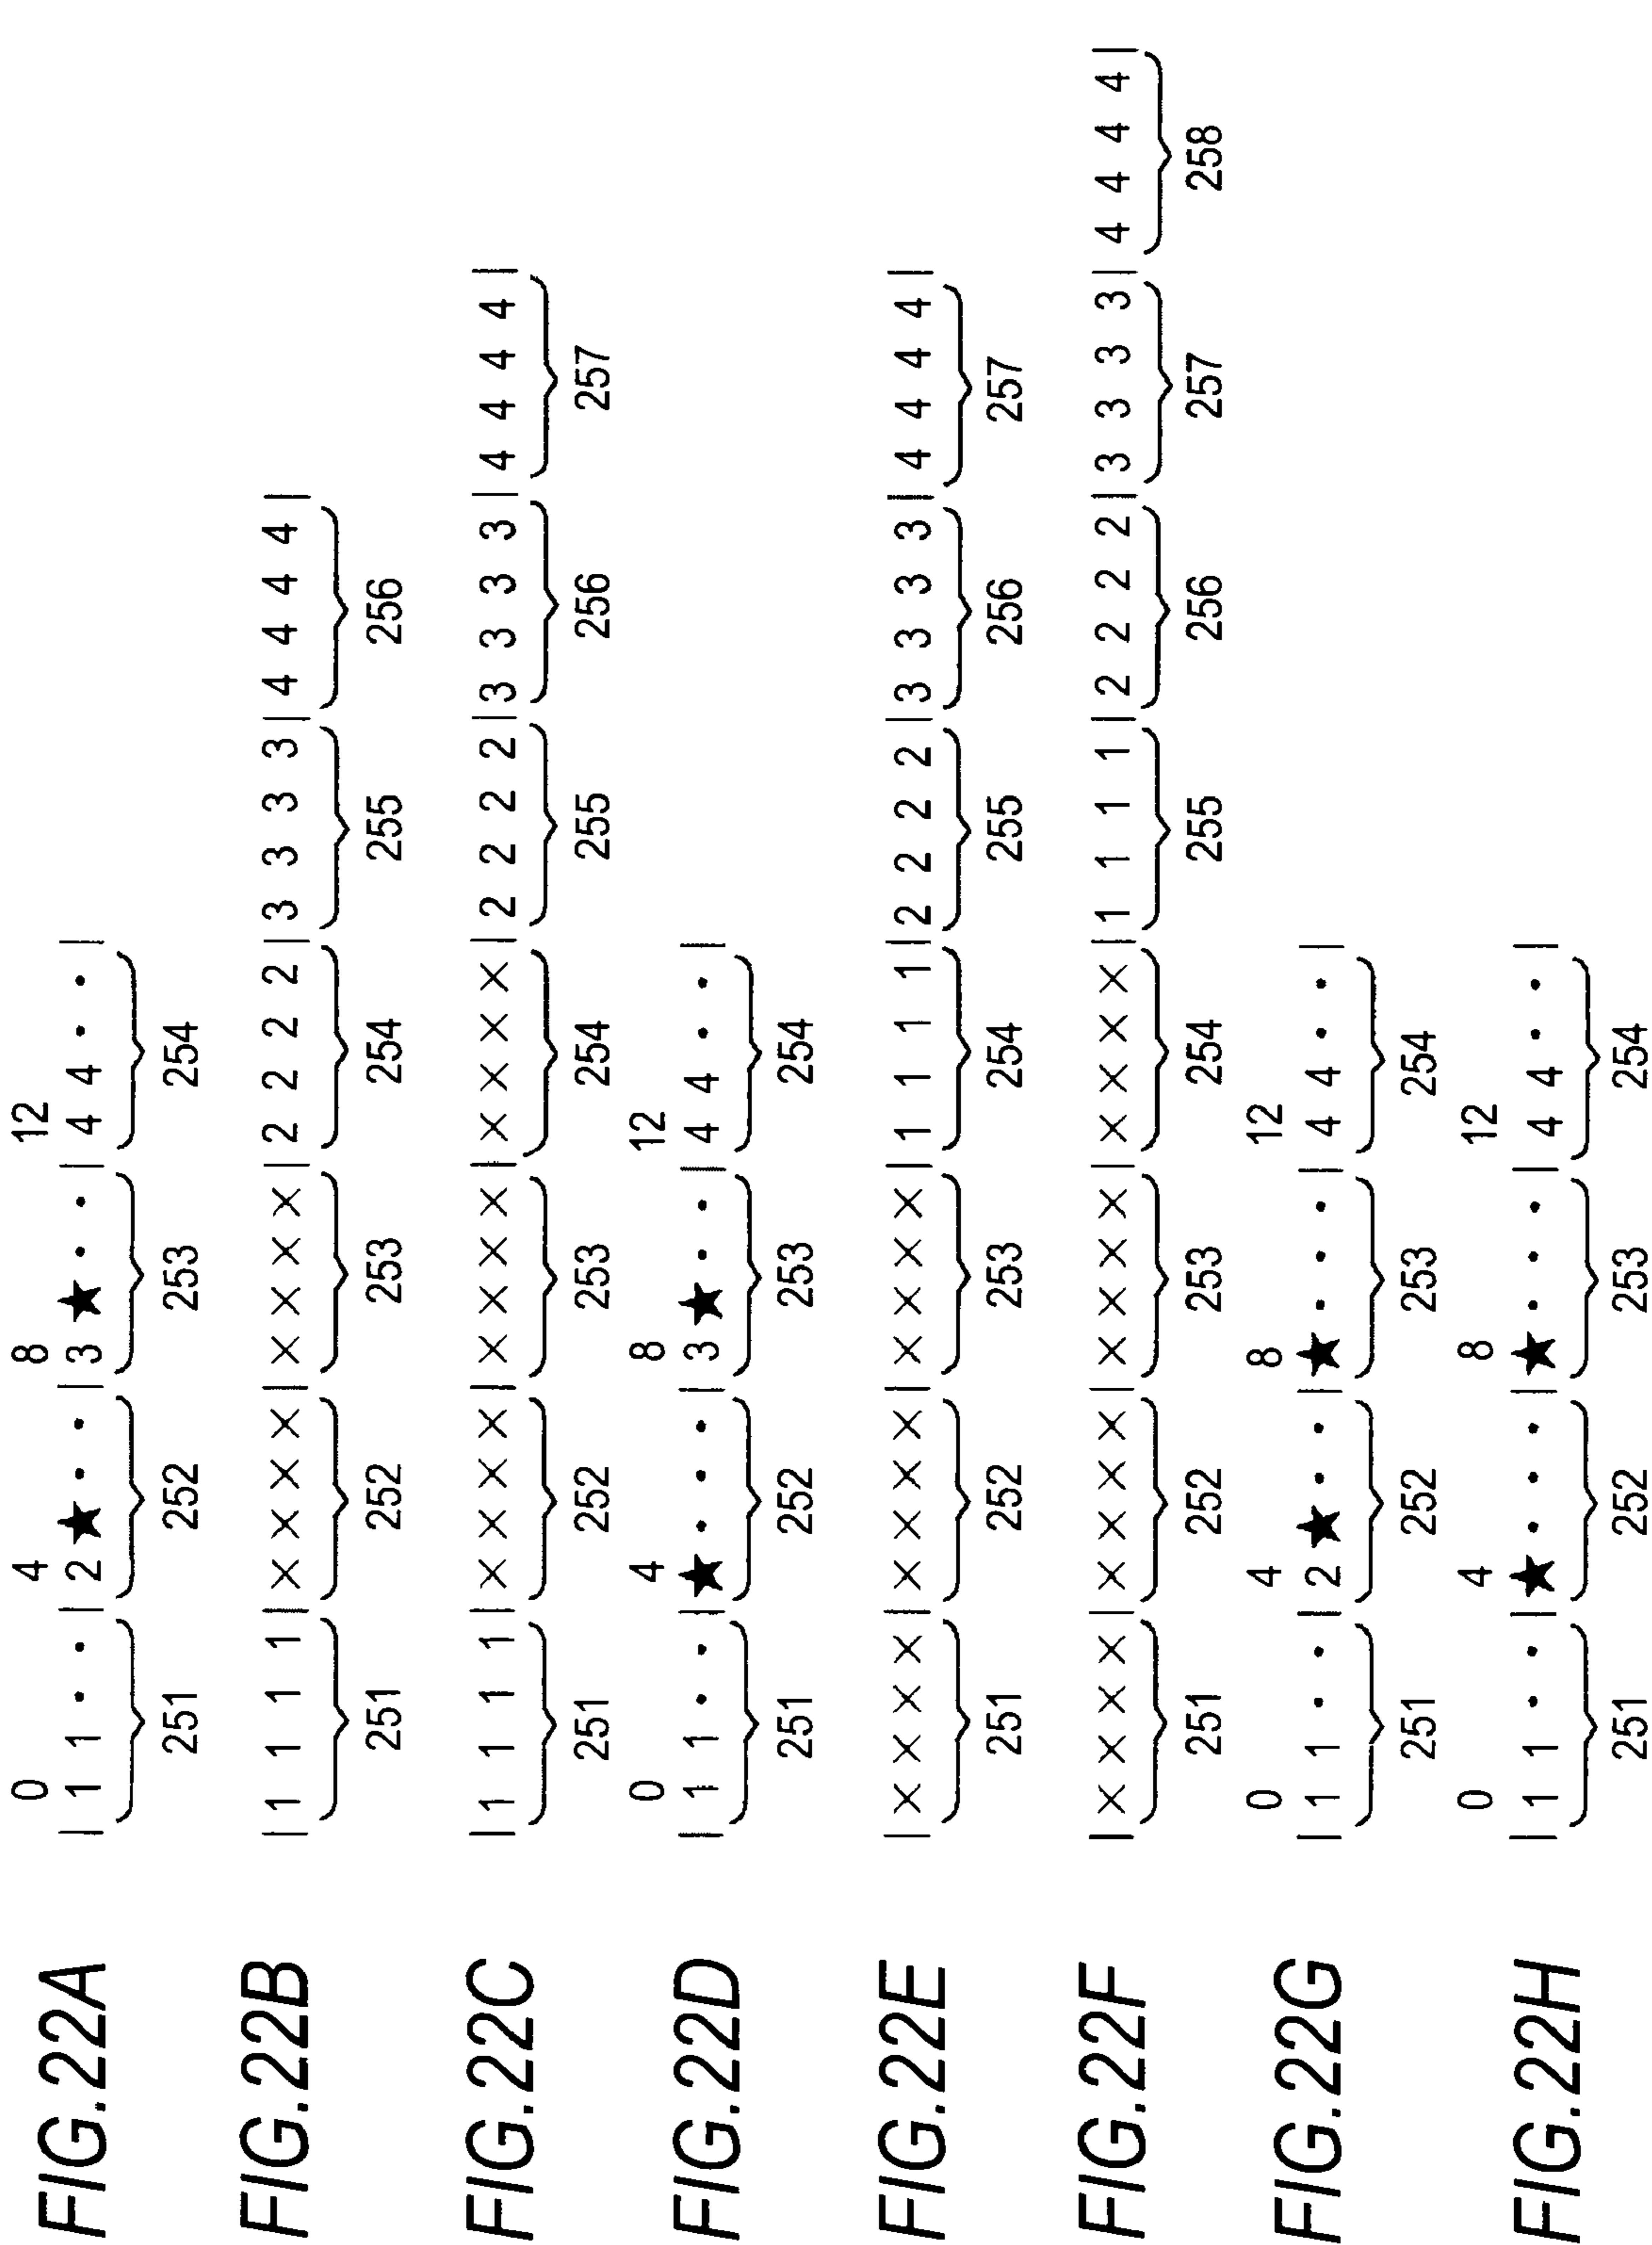 FIG.22A
0 4 8 12
| 1 1 • • | 2 ★ • • | 3 ★ • • | 4 4 • • |
251 252 253 254
FIG.22B
| 1 1 1 1 | × × × × | × × × × | 2 2 2 2 | 3 3 3 3 | 4 4 4 4 |
251 252 253 254 255 256
FIG.22C
| 1 1 1 1 | × × × × | × × × × | × × × × | 2 2 2 2 | 3 3 3 3 | 4 4 4 4 |
251 252 253 254 255 256 257
FIG.22D
0 4 8 12
| 1 1 • • | ★ • • • | 3 ★ • • | 4 4 • • |
251 252 253 254
FIG.22E
| × × × × | × × × × | × × × × | 1 1 1 1 | 2 2 2 2 | 3 3 3 3 | 4 4 4 4 |
251 252 253 254 255 256 257
FIG.22F
| × × × × | × × × × | × × × × | × × × × | 1 1 1 1 | 2 2 2 2 | 3 3 3 3 | 4 4 4 4 |
251 252 253 254 255 256 257 258
FIG.22G
0 4 8 12
| 1 1 • • | 2 ★ • • | ★ • • • | 4 4 • • |
251 252 253 254
FIG.22H
0 4 8 12
| 1 1 • • | ★ • • • | ★ • • • | 4 4 • • |
251 252 253 254